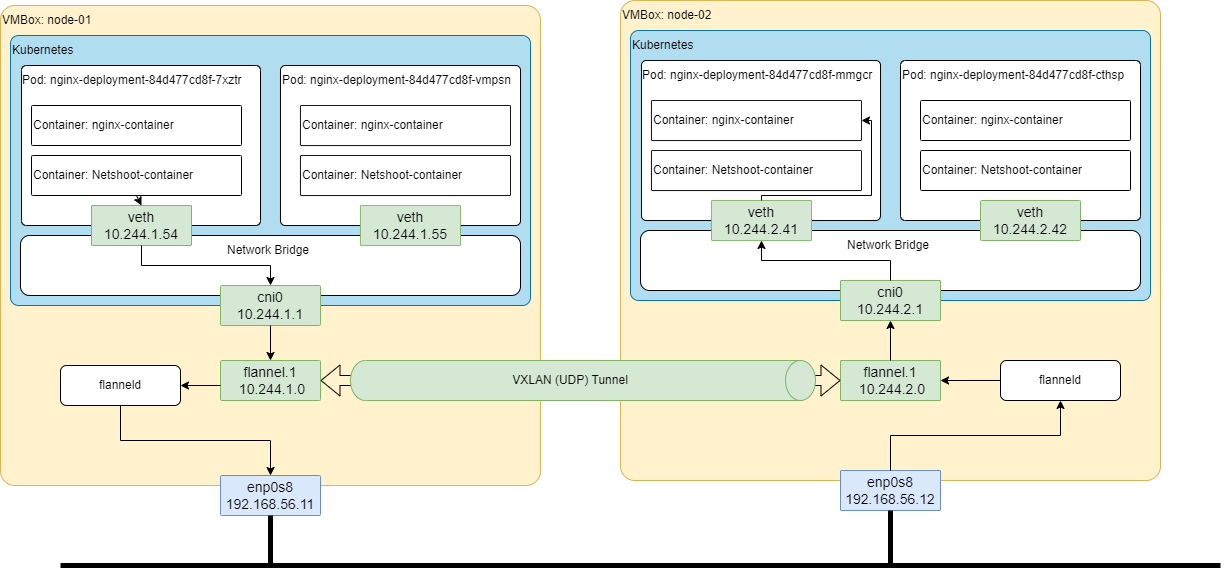 VMBox: node-01
Kubernetes
Pod: nginx-deployment-84d477cd8f-7xztr
Container: nginx-container
Container: Netshoot-container
veth
10.244.1.54
Pod: nginx-deployment-84d477cd8f-vmpsn
Container: nginx-container
Container: Netshoot-container
veth
10.244.1.55
Network Bridge
cni0
10.244.1.1
flannel.1
10.244.1.0
flanneld
enp0s8
192.168.56.11
VXLAN (UDP) Tunnel
VMBox: node-02
Kubernetes
Pod: nginx-deployment-84d477cd8f-mmgcr
Container: nginx-container
Container: Netshoot-container
veth
10.244.2.41
Pod: nginx-deployment-84d477cd8f-cthsp
Container: nginx-container
Container: Netshoot-container
veth
10.244.2.42
Network Bridge
cni0
10.244.2.1
flannel.1
10.244.2.0
flanneld
enp0s8
192.168.56.12